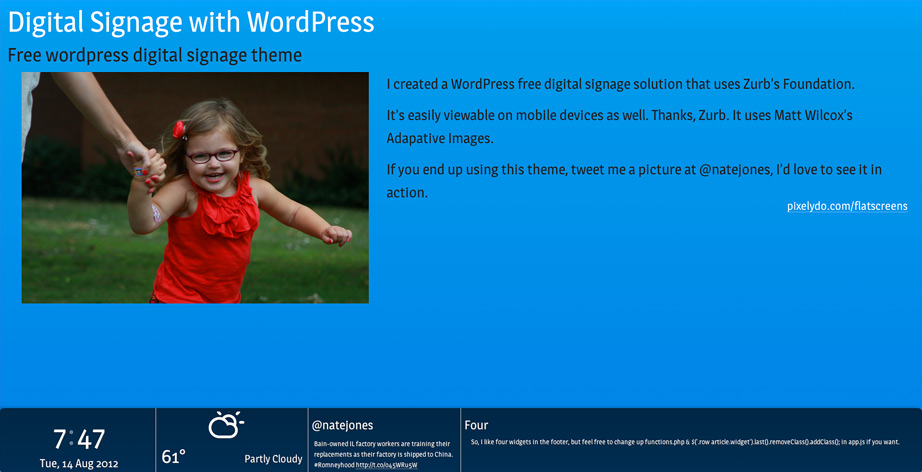 Digital Signage with WordPress
Free wordpress digital signage theme
I created a WordPress free digital signage solution that uses Zurb's Foundation.
It's easily viewable on mobile devices as well. Thanks, Zurb. It uses Matt Wilcox's
Adapative Images.
If you end up using this theme, tweet me a picture at @natejones, I'd love to see it in
action.
pixelydo.com/flatscreens
7:47
Tue, 14 Aug 2012
61°
Partly Cloudy
@natejones
Bain-owned IL factory workers are training their
replacements as their factory is shipped to China.
#Romneyhood http://t.co/o45WRu5W
Four
So, I like four widgets in the footer, but feel free to change up functions.php & $('.row article.widget').last().removeClass().addClass(); in app.js if you want.